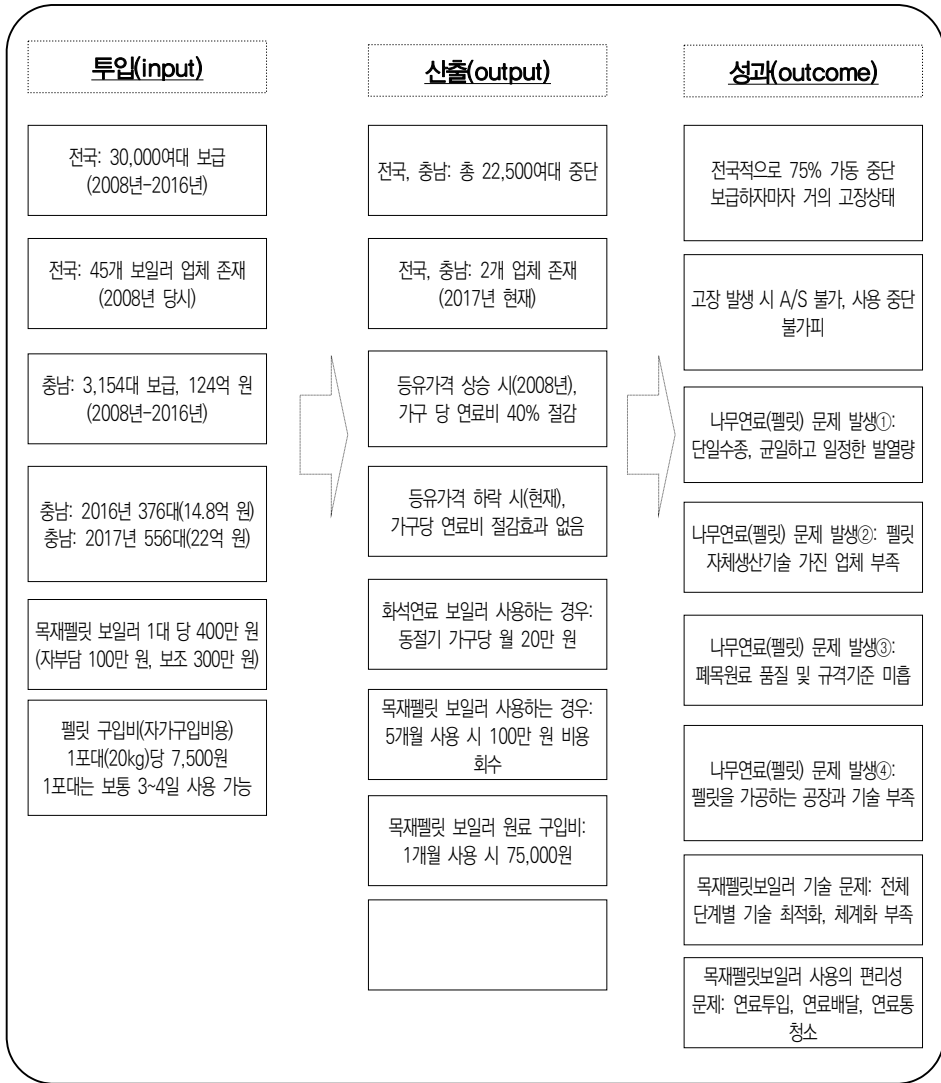 투입(input)
전국: 30,000여대 보급
(2008년-2016년)
전국: 45개 보일러 업체 존재
(2008년 당시)
충남: 3,154대 보급, 124억 원
(2008년-2016년)
충남: 2016년 376대(14.8억 원)
충남: 2017년 556대(22억 원)
목재펠릿 보일러 1대 당 400만 원
(자부담 100만 원, 보조 300만 원)
펠릿 구입비(자가구입비용)
1포대(20kg)당 7,500원
1포대는 보통 3~4일 사용 가능
산출(output)
전국, 충남: 총 22,500여대 중단
전국, 충남: 2개 업체 존재
(2017년 현재)
등유가격 상승 시(2008년),
가구 당 연료비 40% 절감
등유가격 하락 시(현재),
가구당 연료비 절감효과 없음
화석연료 보일러 사용하는 경우:
동절기 가구당 월 20만 원
목재펠릿 보일러 사용하는 경우:
5개월 사용 시 100만 원 비용
회수
목재펠릿 보일러 원료 구입비:
1개월 사용 시 75,000원
성과(outcome)
전국적으로 75% 가동 중단
보급하자마자 거의 고장상태
고장 발생 시 A/S 불가, 사용 중단
불가피
나무연료(펠릿) 문제 발생①:
단일수종, 균일하고 일정한 발열량
나무연료(펠릿) 문제 발생②: 펠릿
자체생산기술 가진 업체 부족
나무연료(펠릿) 문제 발생③:
폐목원료 품질 및 규격기준 미흡
나무연료(펠릿) 문제 발생④:
펠릿을 가공하는 공장과 기술 부족
목재펠릿보일러 기술 문제: 전체
단계별 기술 최적화, 체계화 부족
목재펠릿보일러 사용의 편리성
문제: 연료투입, 연료배달, 연료통
청소